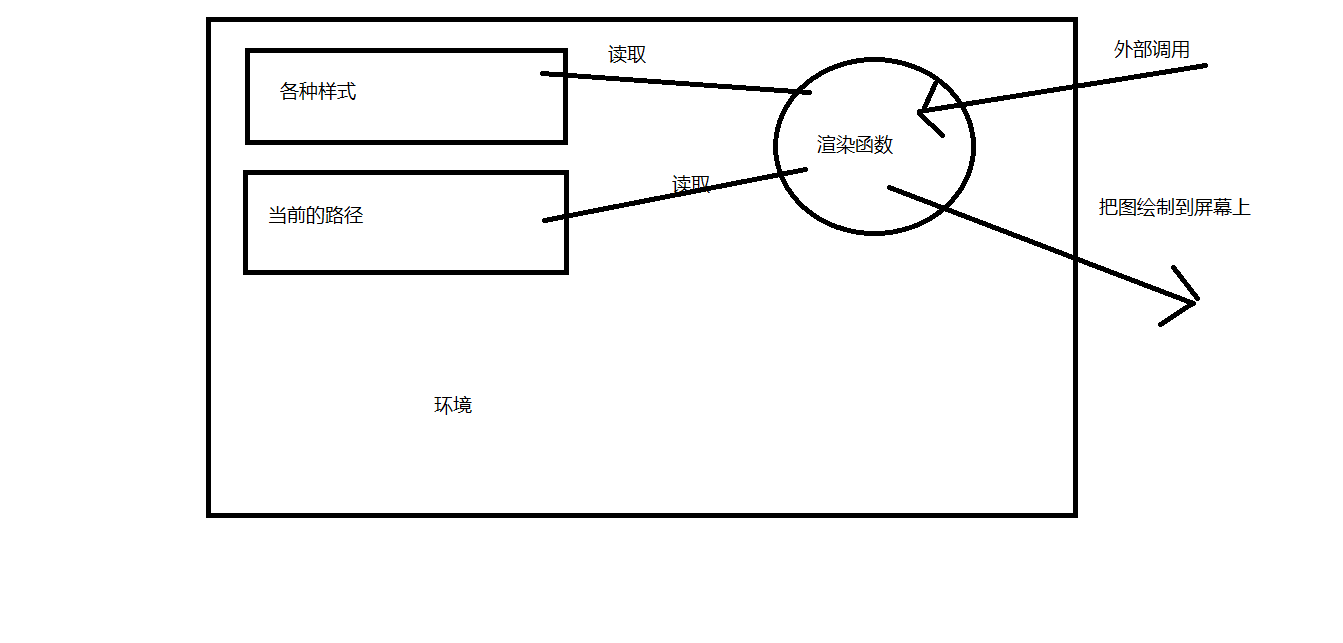 读取
外部调用
各种样式
渲染函数
读取
当前的路径
把图绘制到屏幕上
环境